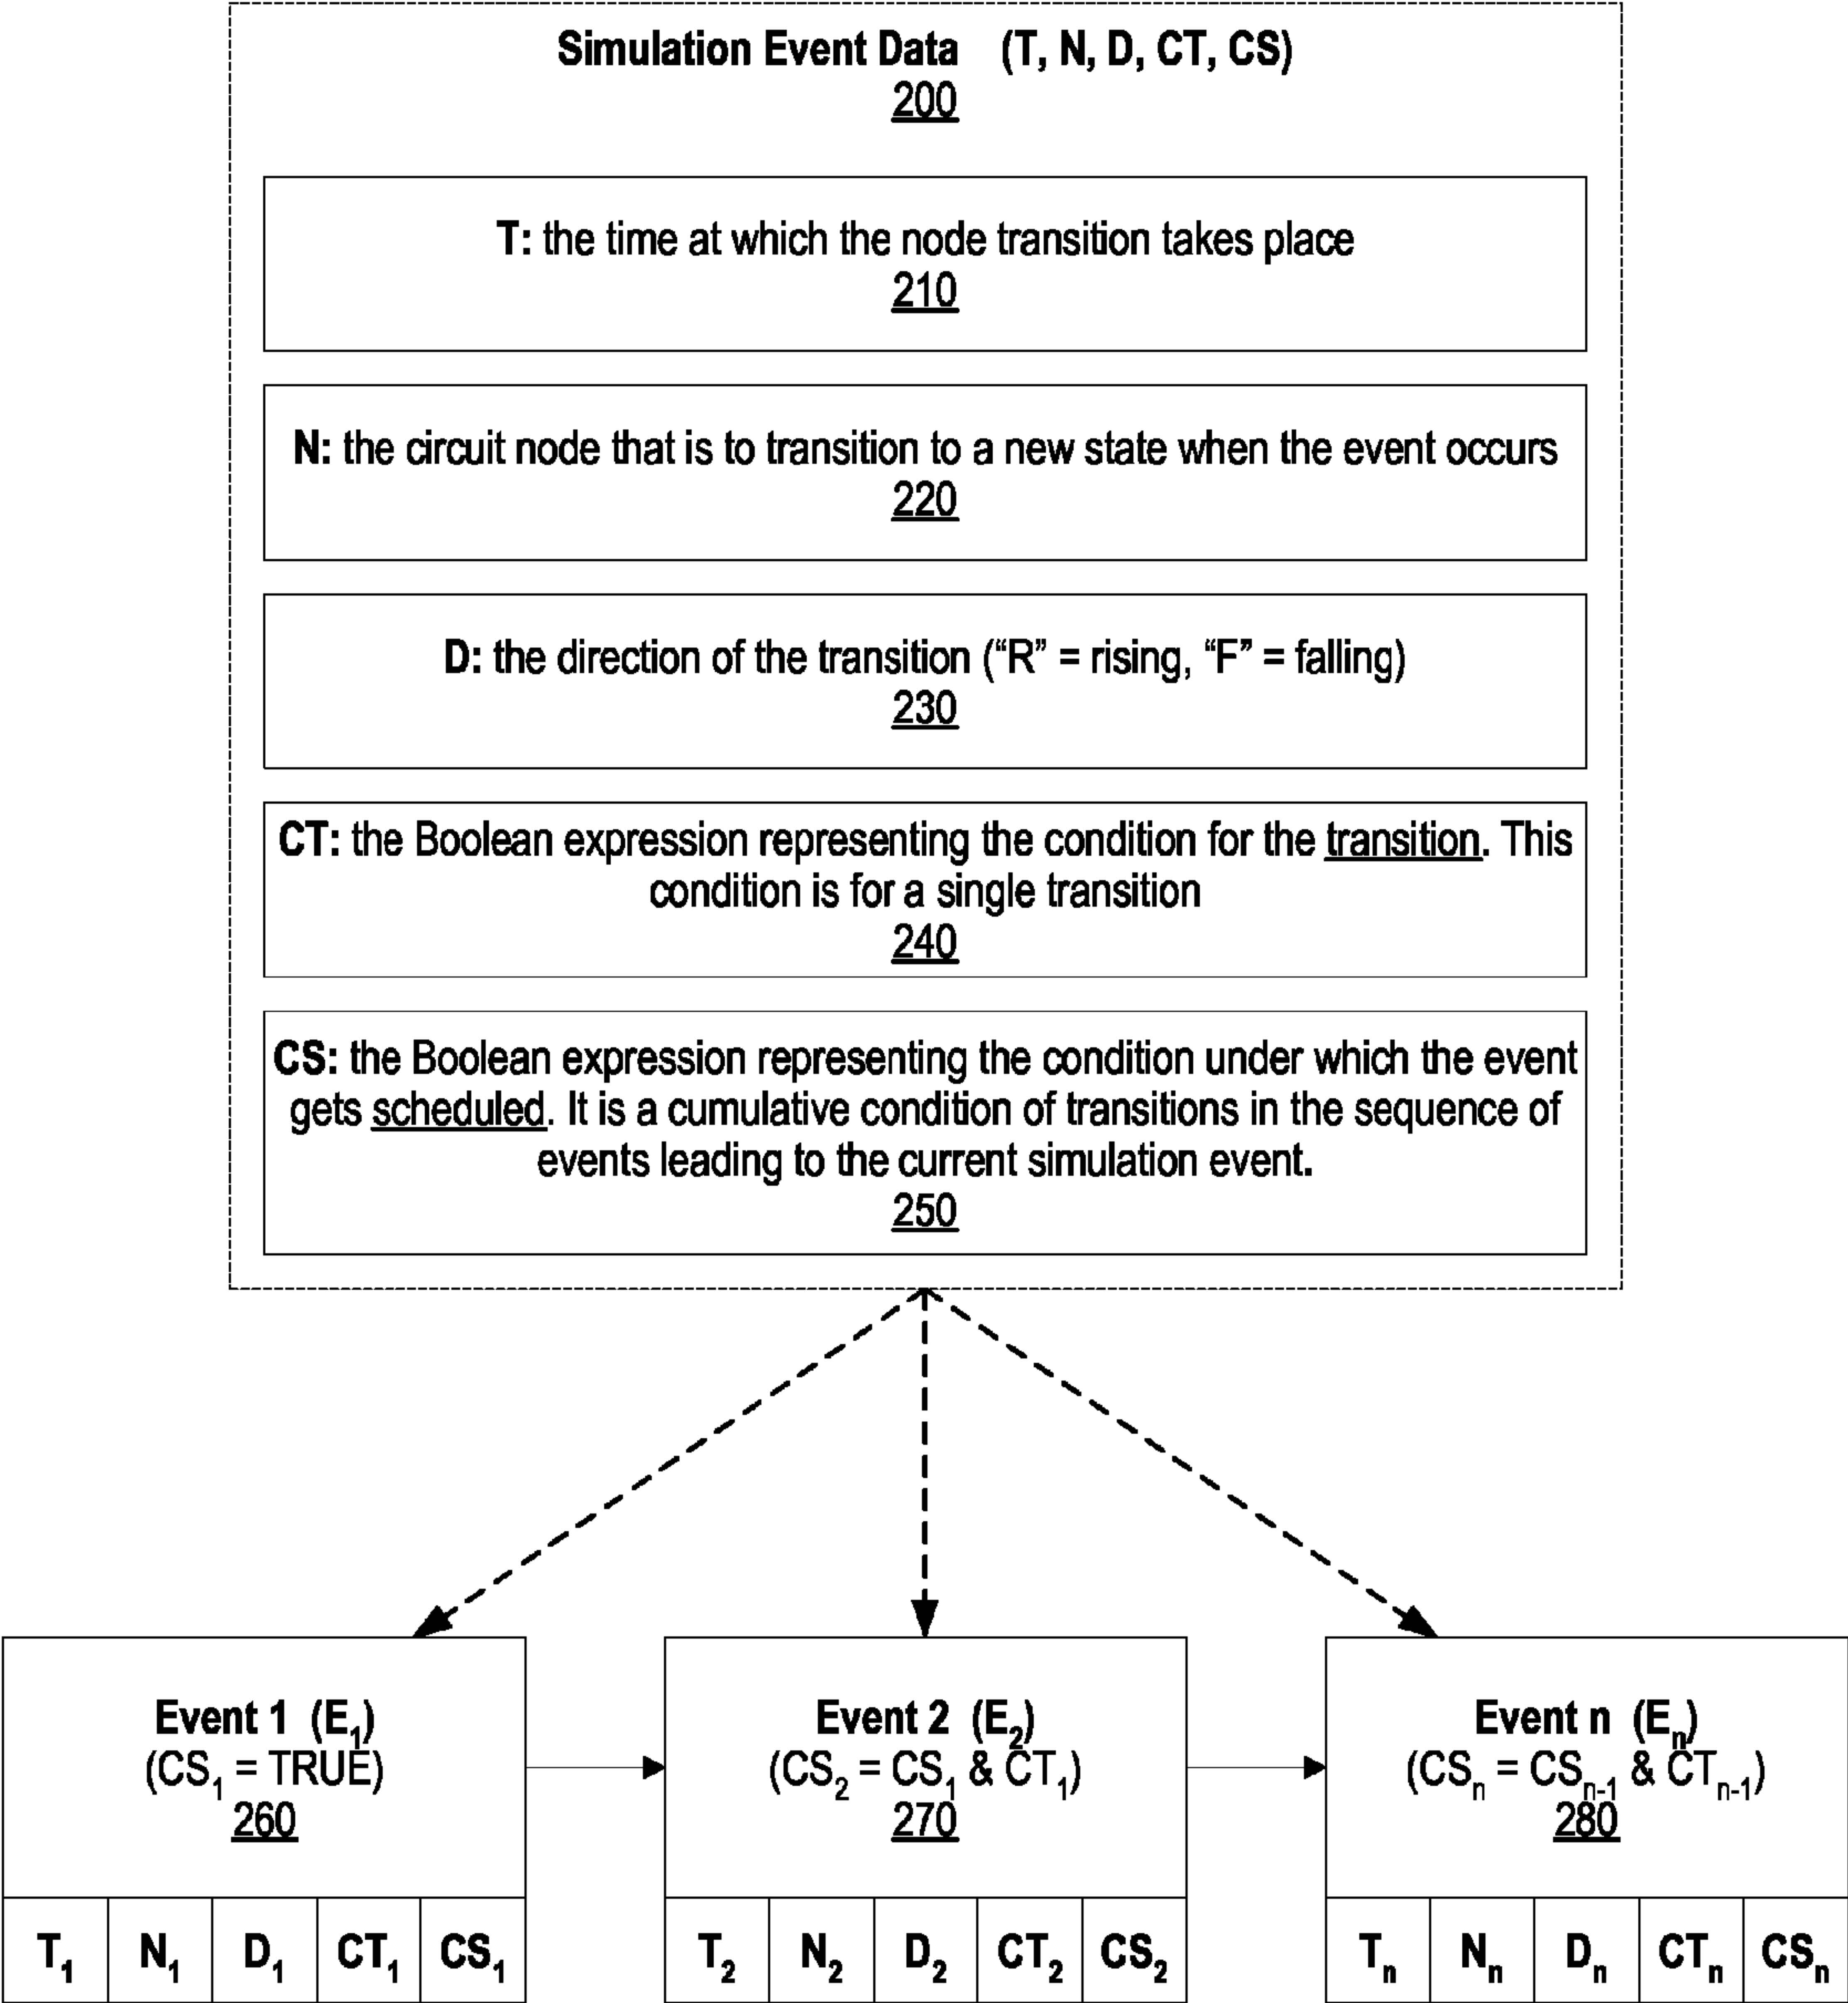 Simulation Event Data (T, N, D, CT, CS)
200
T: the time at which the node transition takes place
210
N: the circuit node that is to transition to a new state when the event occurs
220
D: the direction of the transition (“R” = rising, “F” = falling)
230
CT: the Boolean expression representing the condition for the transition. This
condition is for a single transition
240
CS: the Boolean expression representing the condition under which the event
gets scheduled. It is a cumulative condition of transitions in the sequence of
events leading to the current simulation event.
250
Event 1 (E₁)
(CS₁ = TRUE)
260
T₁ N₁ D₁ CT₁ CS₁
Event 2 (E₂)
(CS₂ = CS₁ & CT₁)
270
T₂ N₂ D₂ CT₂ CS₂
Event n (Eₙ)
(CSₙ = CSₙ₋₁ & CTₙ₋₁)
280
Tₙ Nₙ Dₙ CTₙ CSₙ